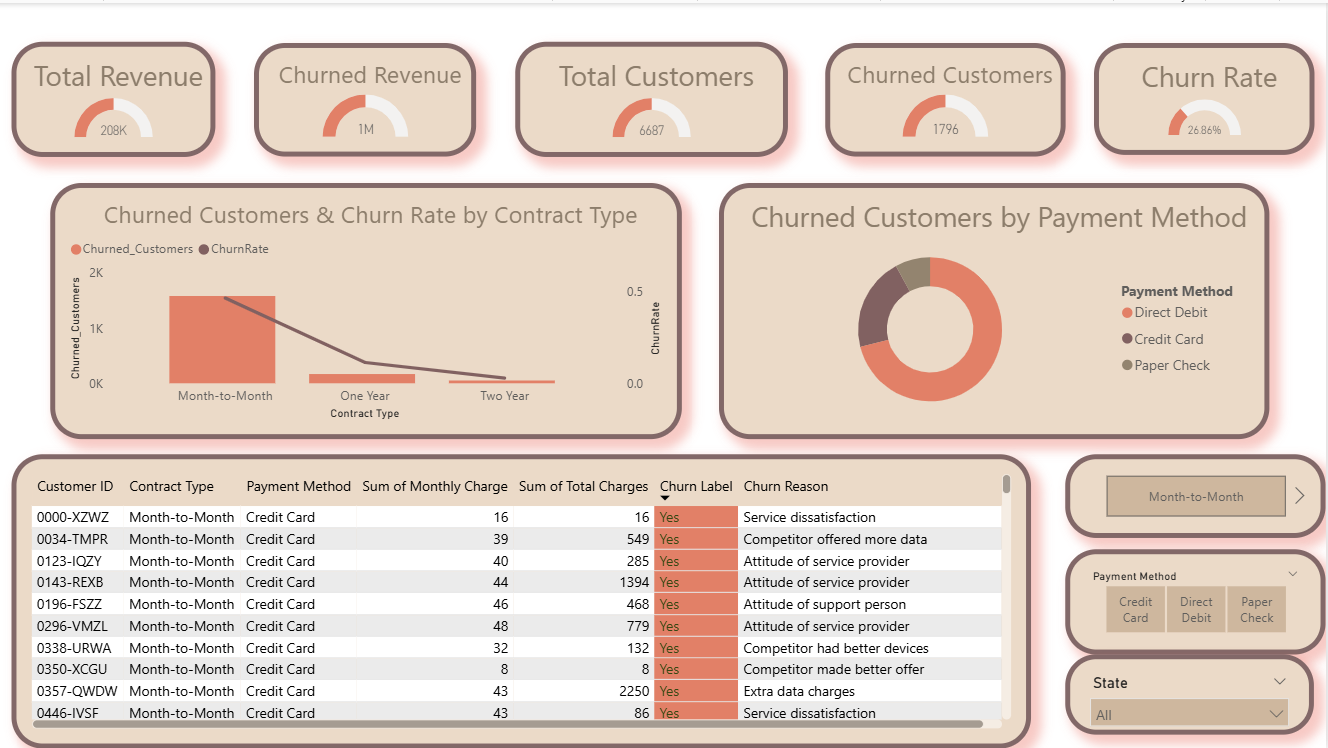 Total Revenue
208K
Churned Revenue
1M
Total Customers
6687
Churned Customers
1796
Churn Rate
26.86%
Churned Customers & Churn Rate by Contract Type
Churned_Customers ChurnRate
2K
1K
0K
Churned_Customers
0.5
0.0
ChurnRate
Month-to-Month One Year Two Year
Contract Type
Churned Customers by Payment Method
Payment Method
Direct Debit
Credit Card
Paper Check
Customer ID Contract Type Payment Method Sum of Monthly Charge Sum of Total Charges Churn Label Churn Reason
0000-XZWZ Month-to-Month Credit Card 16 16 Yes Service dissatisfaction
0034-TMPR Month-to-Month Credit Card 39 549 Yes Competitor offered more data
0123-IQZY Month-to-Month Credit Card 40 285 Yes Attitude of service provider
0143-REXB Month-to-Month Credit Card 44 1394 Yes Attitude of service provider
0196-FSZZ Month-to-Month Credit Card 46 468 Yes Attitude of support person
0296-VMZL Month-to-Month Credit Card 48 779 Yes Attitude of service provider
0338-URWA Month-to-Month Credit Card 32 132 Yes Competitor had better devices
0350-XCGU Month-to-Month Credit Card 8 8 Yes Competitor made better offer
0357-QWDW Month-to-Month Credit Card 43 2250 Yes Extra data charges
0446-IVSF Month-to-Month Credit Card 43 86 Yes Service dissatisfaction
Month-to-Month
Payment Method
Credit Card
Direct Debit
Paper Check
State
All